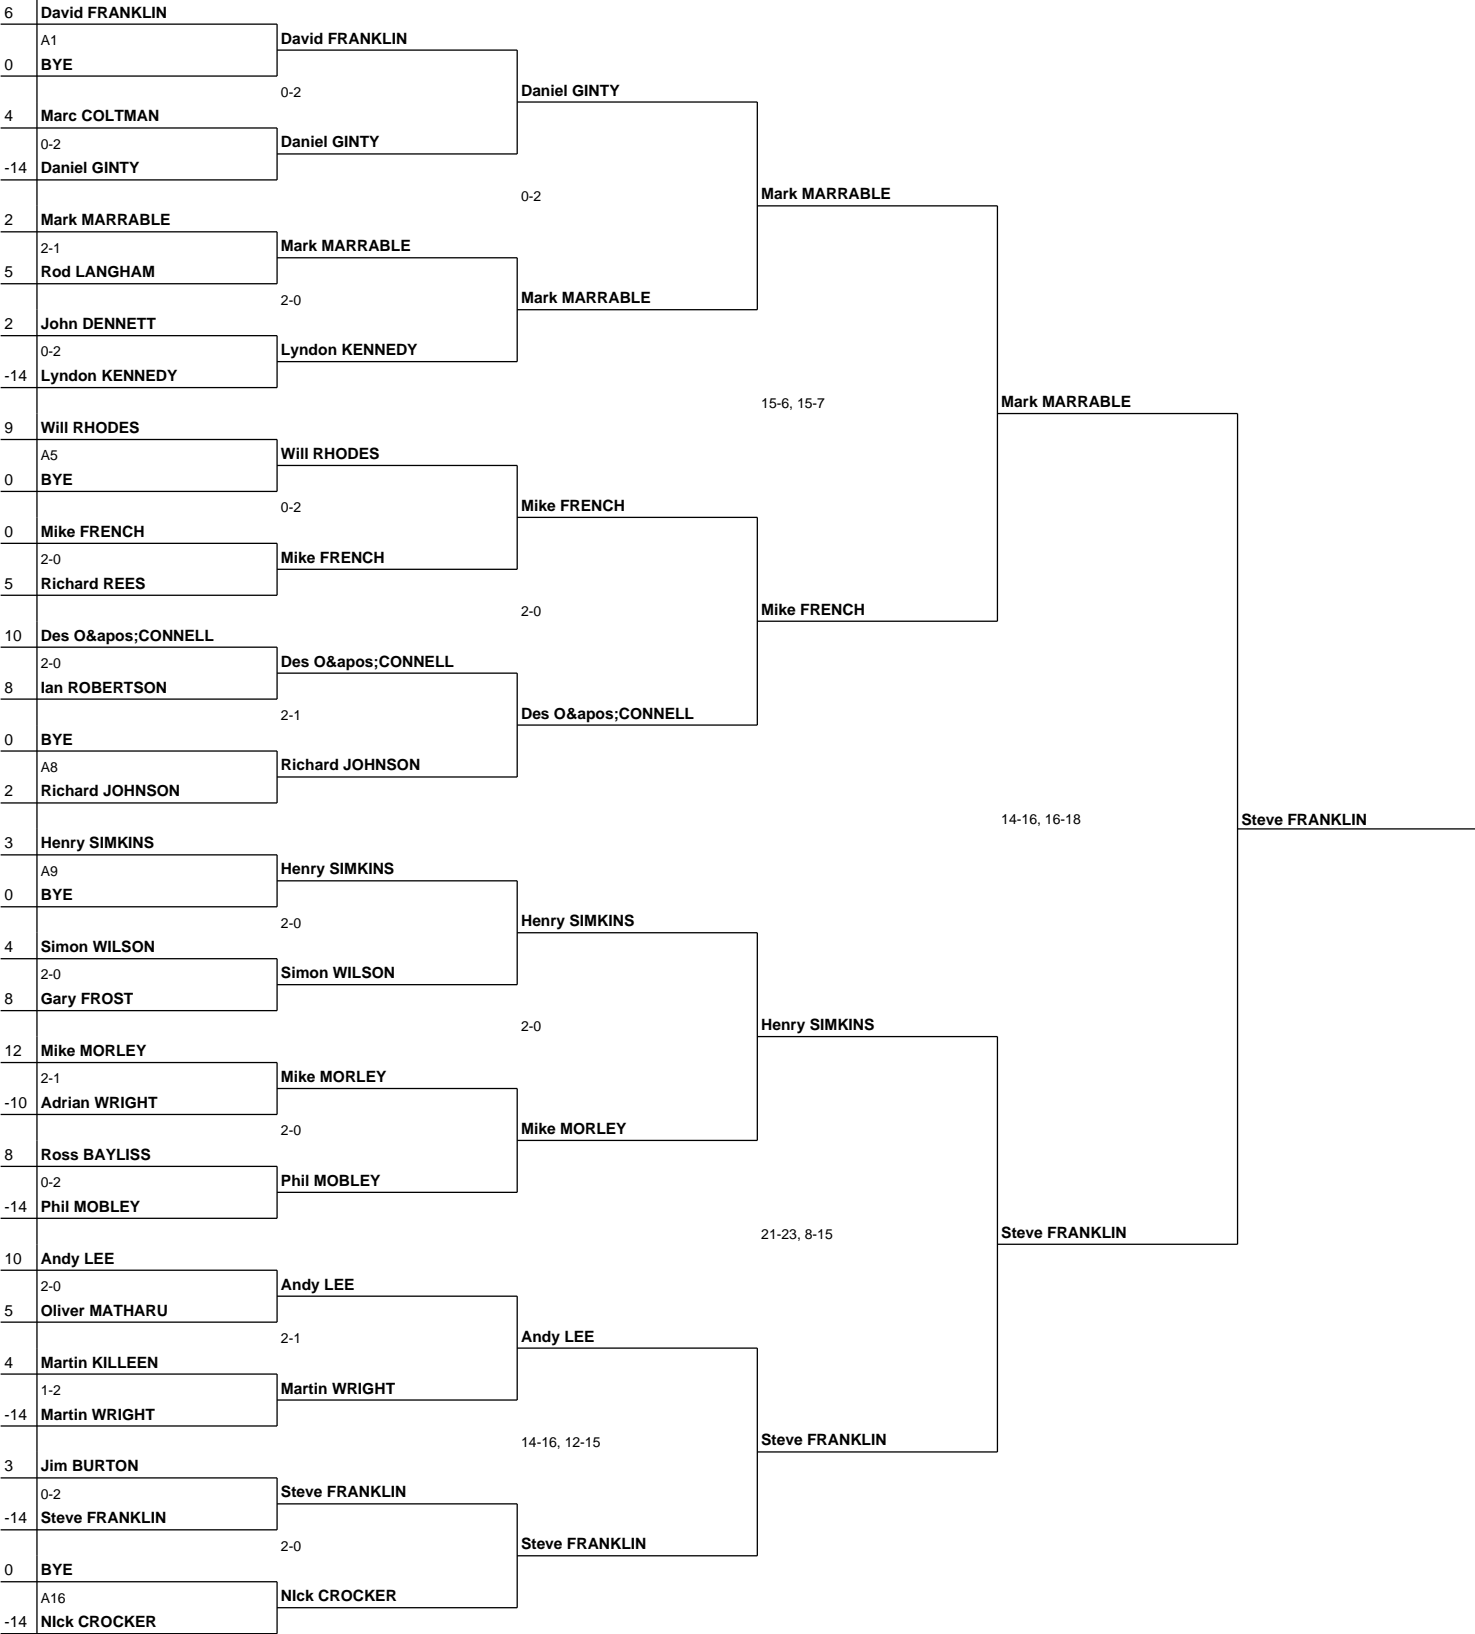 6 David FRANKLIN
A1 David FRANKLIN
0 BYE
0-2 Daniel GINTY
4 Marc COLTMAN
0-2 Daniel GINTY
-14 Daniel GINTY
0-2 Mark MARRABLE
2 Mark MARRABLE
2-1 Mark MARRABLE
5 Rod LANGHAM
2-0 Mark MARRABLE
2 John DENNETT
0-2 Lyndon KENNEDY
-14 Lyndon KENNEDY
15-6, 15-7 Mark MARRABLE
9 Will RHODES
A5 Will RHODES
0 BYE
0-2 Mike FRENCH
0 Mike FRENCH
2-0 Mike FRENCH
5 Richard REES
2-0 Mike FRENCH
10 Des O&apos;CONNELL
2-0 Des O&apos;CONNELL
8 Ian ROBERTSON
2-1 Des O&apos;CONNELL
0 BYE
A8 Richard JOHNSON
2 Richard JOHNSON
14-16, 16-18 Steve FRANKLIN
3 Henry SIMKINS
A9 Henry SIMKINS
0 BYE
2-0 Henry SIMKINS
4 Simon WILSON
2-0 Simon WILSON
8 Gary FROST
2-0 Henry SIMKINS
12 Mike MORLEY
2-1 Mike MORLEY
-10 Adrian WRIGHT
2-0 Mike MORLEY
8 Ross BAYLISS
0-2 Phil MOBLEY
-14 Phil MOBLEY
21-23, 8-15 Steve FRANKLIN
10 Andy LEE
2-0 Andy LEE
5 Oliver MATHARU
2-1 Andy LEE
4 Martin KILLEEN
1-2 Martin WRIGHT
-14 Martin WRIGHT
14-16, 12-15 Steve FRANKLIN
3 Jim BURTON
0-2 Steve FRANKLIN
-14 Steve FRANKLIN
2-0 Steve FRANKLIN
0 BYE
A16 NIck CROCKER
-14 NIck CROCKER